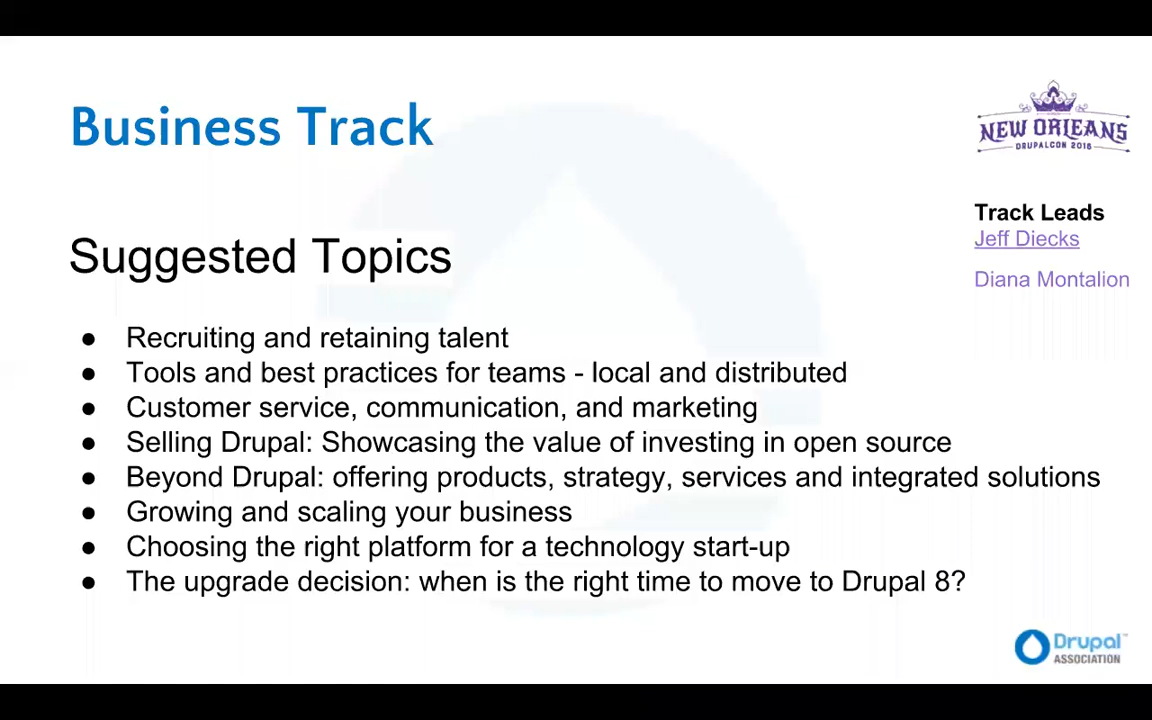 Business Track
NEW ORLEANS
DRUPALCON 2016
Track Leads
Jeff Diecks
Diana Montalion
Suggested Topics
● Recruiting and retaining talent
● Tools and best practices for teams - local and distributed
● Customer service, communication, and marketing
● Selling Drupal: Showcasing the value of investing in open source
● Beyond Drupal: offering products, strategy, services and integrated solutions
● Growing and scaling your business
● Choosing the right platform for a technology start-up
● The upgrade decision: when is the right time to move to Drupal 8?
Drupal™
ASSOCIATION